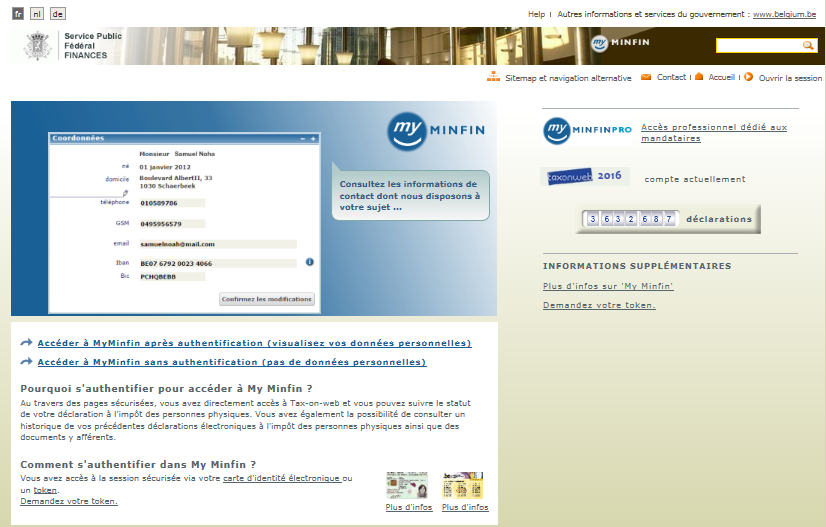 fr nl de
Help | Autres informations et services du gouvernement : www.belgium.be
Service Public
Fédéral
FINANCES
my MINFIN
Sitemap et navigation alternative Contact | Accueil | Ouvrir la session
my MINFIN
Coordonnées
Monsieur Samuel Noha
né 01 janvier 2012
domicile Boulevard AlbertII, 33
1030 Schaerbeek
téléphone 010589786
GSM 0495956579
email samuelnoah@mail.com
Iban BE07 6792 0023 4066
Bic PCHQBEBB
Confirmez les modifications
Consultez les informations de
contact dont nous disposons à
votre sujet ...
my MINFINPRO
Accès professionnel dédié aux
mandataires
taxonweb 2016 compte actuellement
3 6 3 2 6 8 7 déclarations
INFORMATIONS SUPPLÉMENTAIRES
Plus d'infos sur 'My Minfin'
Demandez votre token.
Accéder à MyMinfin après authentification (visualisez vos données personnelles)
Accéder à MyMinfin sans authentification (pas de données personnelles)
Pourquoi s'authentifier pour accéder à My Minfin ?
Au travers des pages sécurisées, vous avez directement accès à Tax-on-web et vous pouvez suivre le statut
de votre déclaration à l'impôt des personnes physiques. Vous avez également la possibilité de consulter un
historique de vos précédentes déclarations électroniques à l'impôt des personnes physiques ainsi que des
documents y afférents.
Comment s'authentifier dans My Minfin ?
Vous avez accès à la session sécurisée via votre carte d'identité électronique ou
un token.
Demandez votre token.
Plus d'infos Plus d'infos